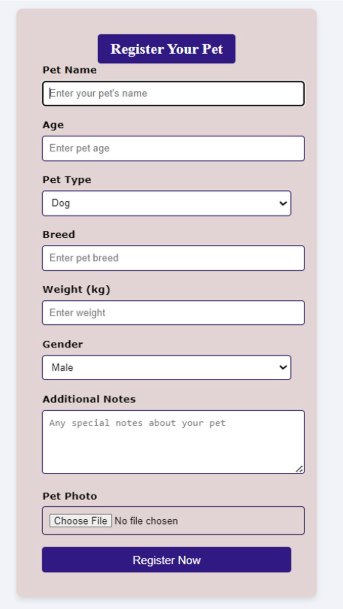 Register Your Pet
Pet Name
Enter your pet's name
Age
Enter pet age
Pet Type
Dog
Breed
Enter pet breed
Weight (kg)
Enter weight
Gender
Male
Additional Notes
Any special notes about your pet
Pet Photo
Choose File No file chosen
Register Now